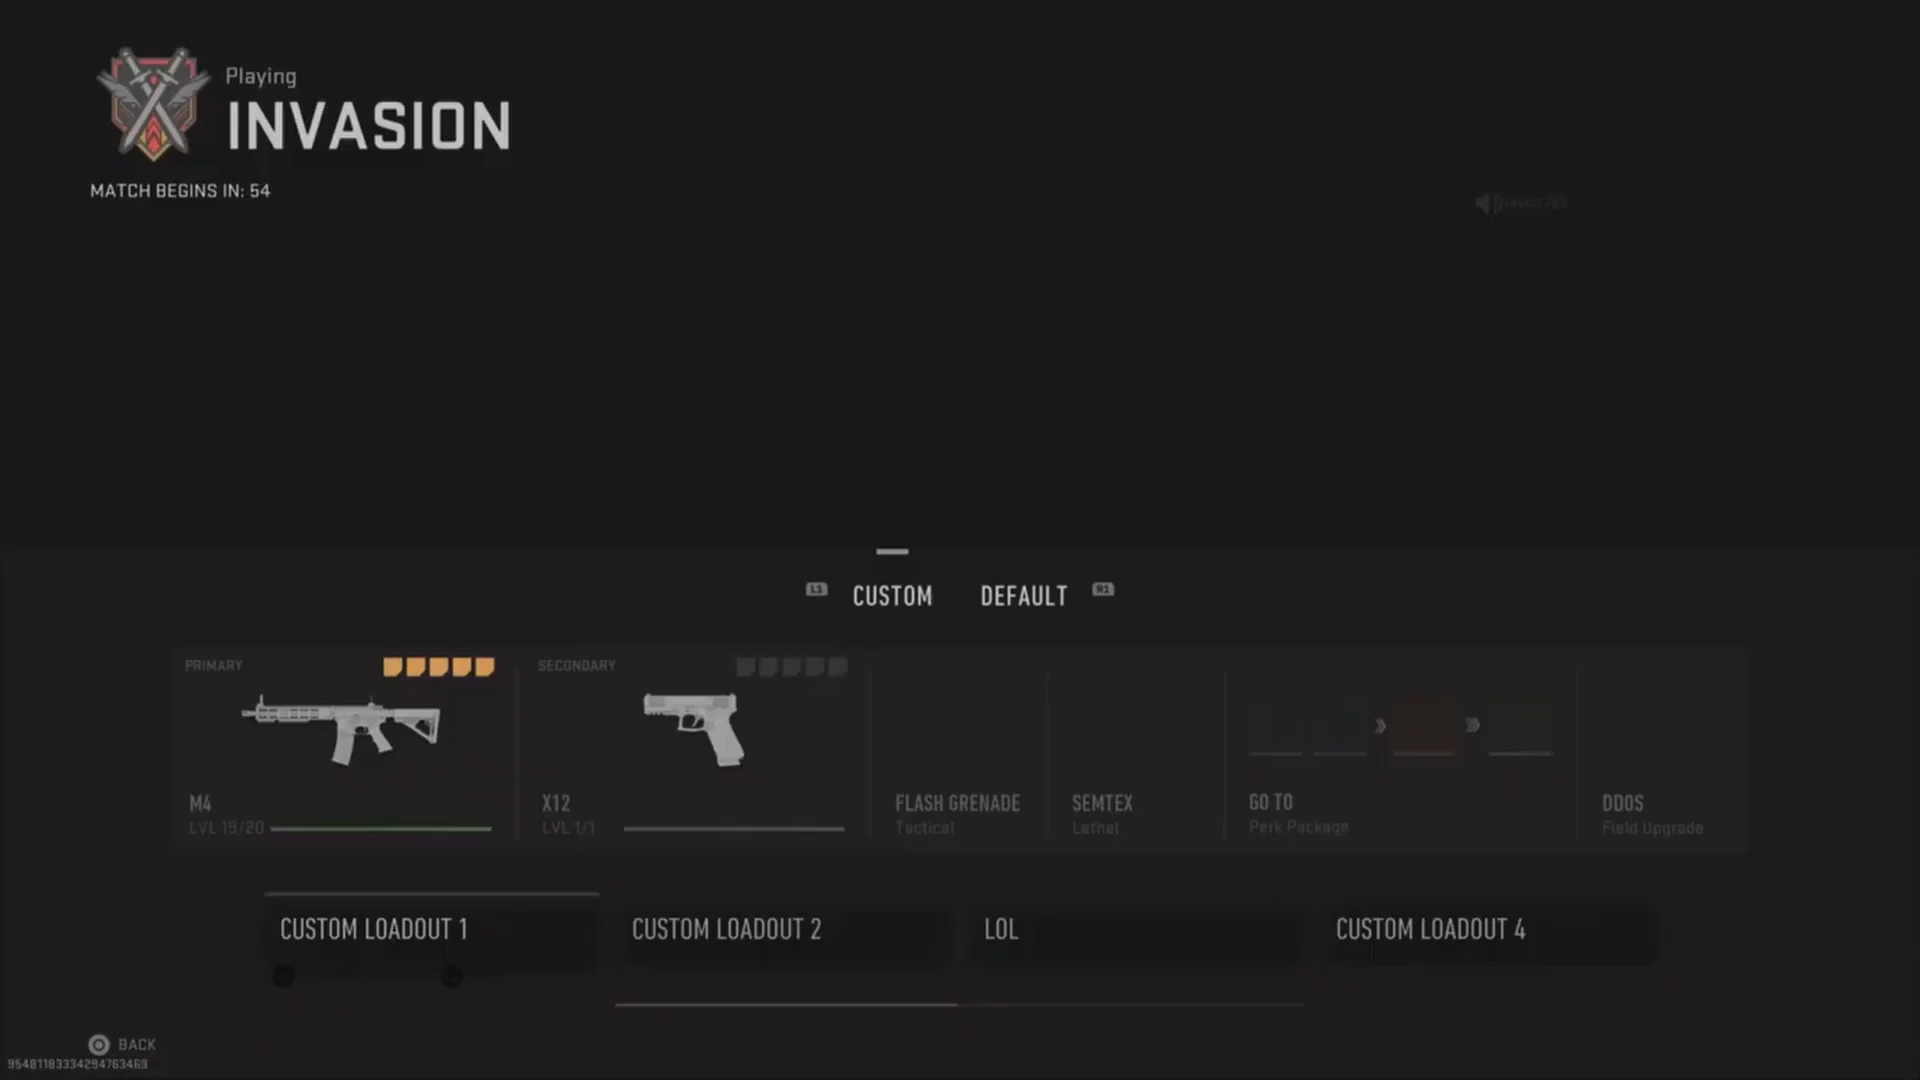 Playing
INVASION
MATCH BEGINS IN: 54
L1 CUSTOM DEFAULT R1
PRIMARY
SECONDARY
M4
LVL 19/20
X12
LVL 1/1
FLASH GRENADE
Tactical
SEMTEX
Lethal
GO TO
Perk Package
DDOS
Field Upgrade
CUSTOM LOADOUT 1
CUSTOM LOADOUT 2
LOL
CUSTOM LOADOUT 4
BACK